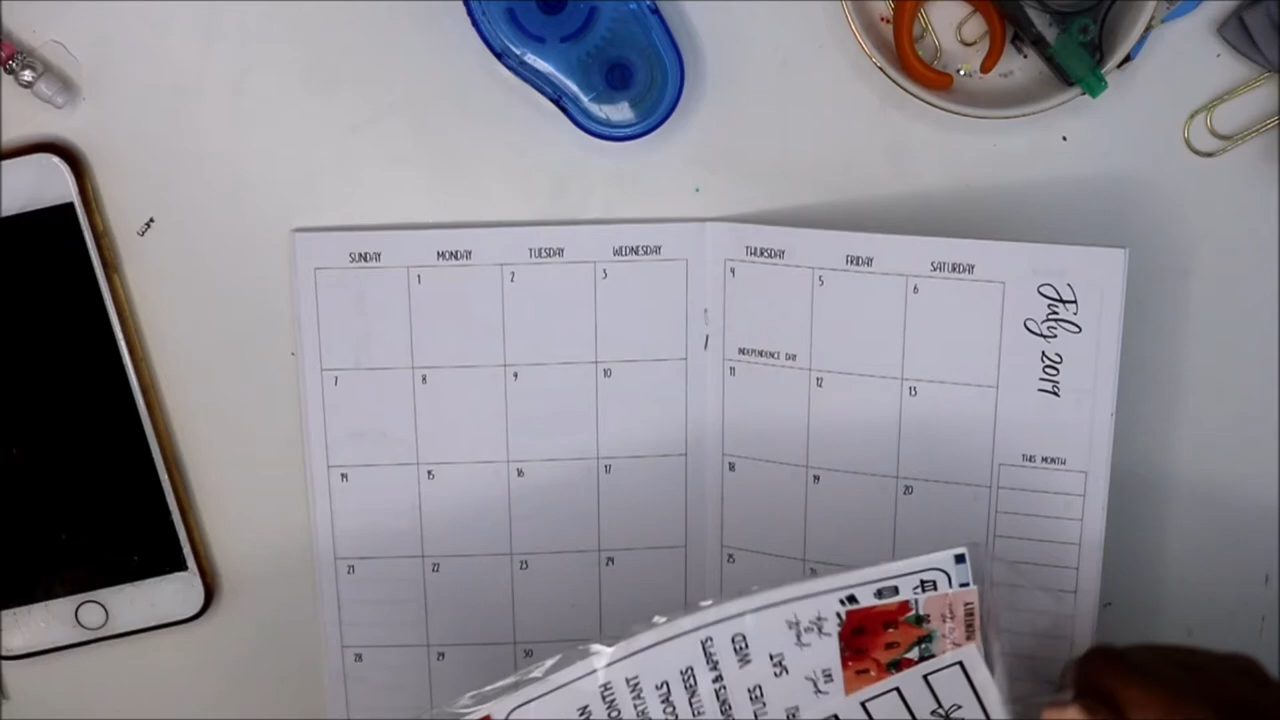 SUNDAY MONDAY TUESDAY WEDNESDAY THURSDAY FRIDAY SATURDAY
July 2019
1 2 3 4 5 6
INDEPENDENCE DAY
7 8 9 10 11 12 13
THIS MONTH
14 15 16 17 18 19 20
21 22 23 24 25
28 29 30
MONTH
GOALS
FITNESS
TUES
WED
SAT